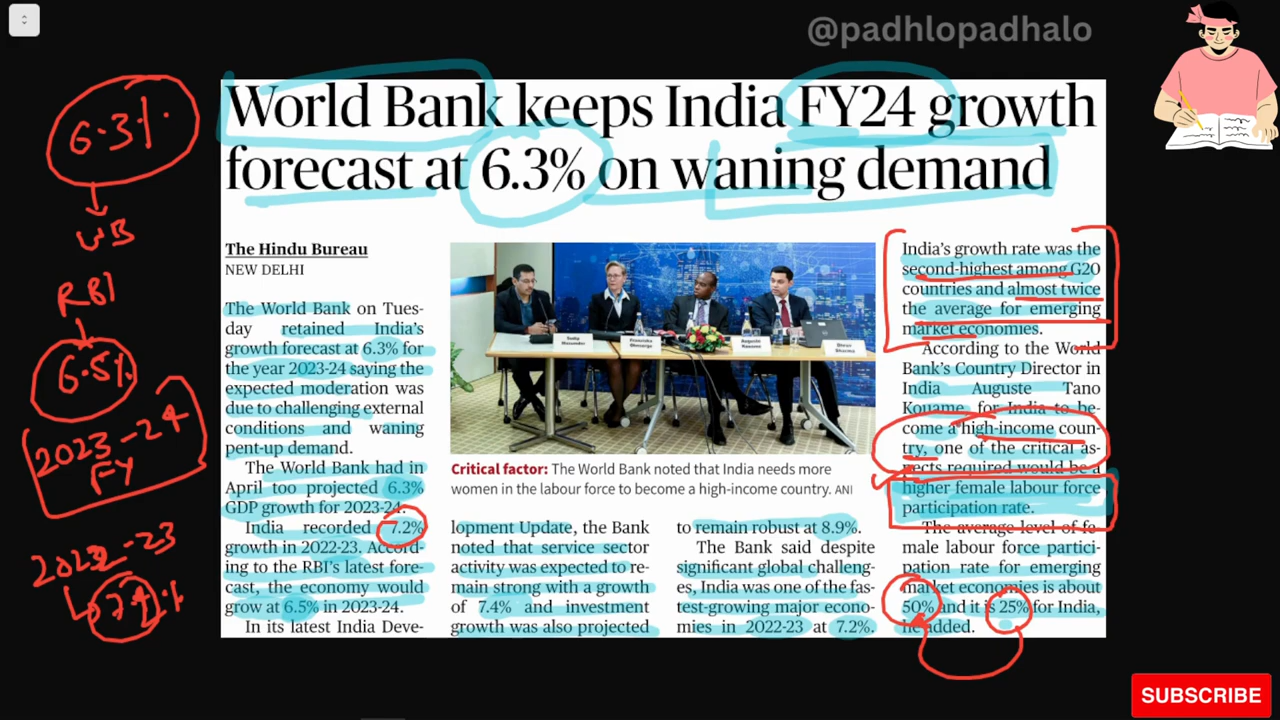 @padhlopadhalo
World Bank keeps India FY24 growth
forecast at 6.3% on waning demand
The Hindu Bureau
NEW DELHI
The World Bank on Tues-
day retained India's
growth forecast at 6.3% for
the year 2023-24 saying the
expected moderation was
due to challenging external
conditions and waning
pent-up demand.
The World Bank had in
April too projected 6.3%
GDP growth for 2023-24.
India recorded 7.2%
growth in 2022-23. Accord-
ing to the RBI's latest fore-
cast, the economy would
grow at 6.5% in 2023-24.
In its latest India Deve-
Critical factor: The World Bank noted that India needs more
women in the labour force to become a high-income country. ANI
lopment Update, the Bank
noted that service sector
activity was expected to re-
main strong with a growth
of 7.4% and investment
growth was also projected
to remain robust at 8.9%.
The Bank said despite
significant global challeng-
es, India was one of the fas-
test-growing major econo-
mies in 2022-23 at 7.2%.
India's growth rate was the
second-highest among G20
countries and almost twice
the average for emerging
market economies.
According to the World
Bank's Country Director in
India Auguste Tano
Kouame, for India to be-
come a high-income coun-
try, one of the critical as-
pects required would be a
higher female labour force
participation rate.
The average level of fe-
male labour force partici-
pation rate for emerging
market economies is about
50% and it is 25% for India,
he added.
6.3%
WB
RBI
6.5%
2023-24
FY
2022-23
SUBSCRIBE